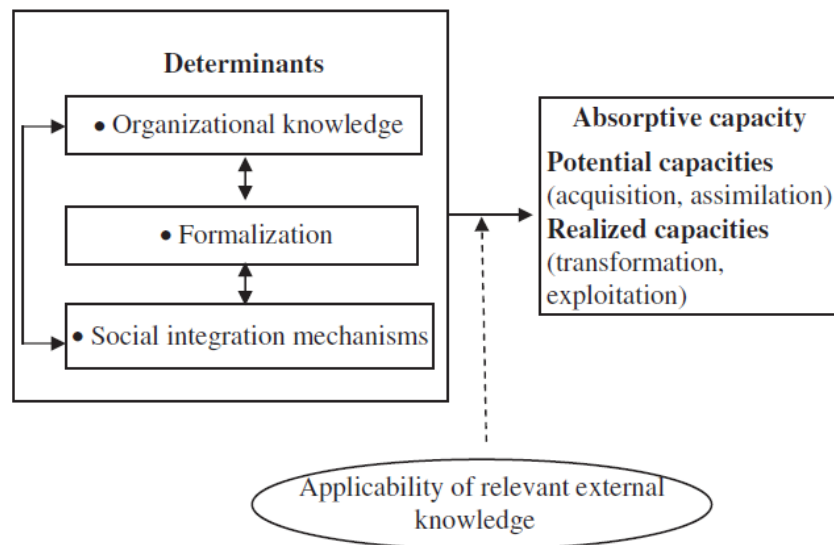 Determinants
• Organizational knowledge
• Formalization
• Social integration mechanisms
Absorptive capacity
Potential capacities
(acquisition, assimilation)
Realized capacities
(transformation,
exploitation)
Applicability of relevant external
knowledge